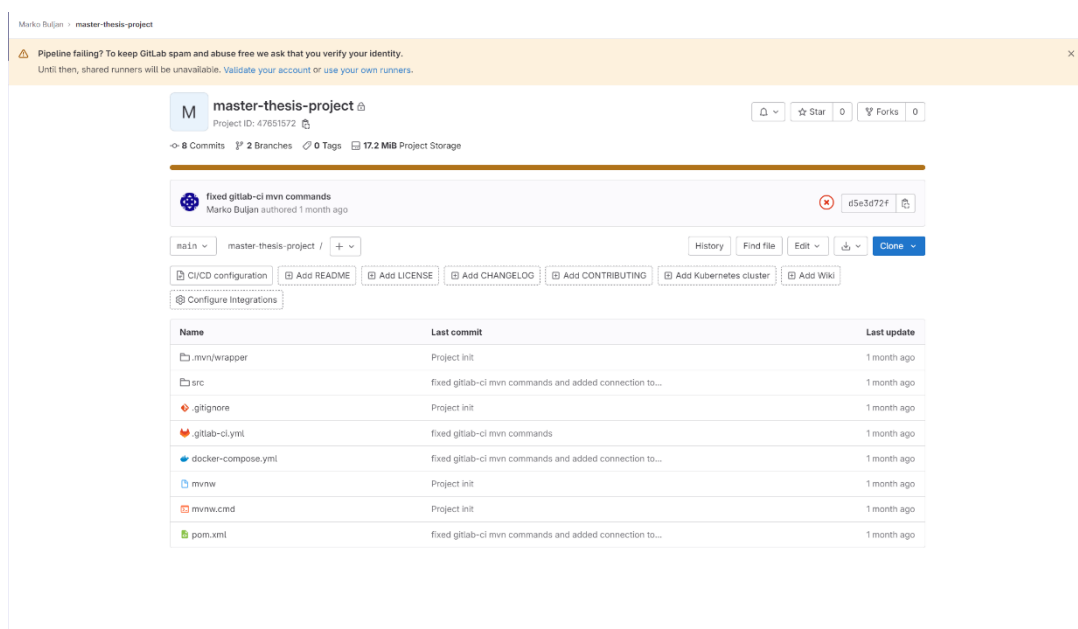 Marko Buljan > master-thesis-project
Pipeline failing? To keep GitLab spam and abuse free we ask that you verify your identity.
Until then, shared runners will be unavailable. Validate your account or use your own runners.
M
master-thesis-project
Project ID: 47651572
Star 0
Forks 0
8 Commits 2 Branches 0 Tags 17.2 MiB Project Storage
fixed gitlab-ci mvn commands
Marko Buljan authored 1 month ago
d5e3d72f
main master-thesis-project / + History Find file Edit Clone
CI/CD configuration Add README Add LICENSE Add CHANGELOG Add CONTRIBUTING Add Kubernetes cluster Add Wiki
Configure Integrations
Name Last commit Last update
.mvn/wrapper Project init 1 month ago
src fixed gitlab-ci mvn commands and added connection to... 1 month ago
.gitignore Project init 1 month ago
.gitlab-ci.yml fixed gitlab-ci mvn commands 1 month ago
docker-compose.yml fixed gitlab-ci mvn commands and added connection to... 1 month ago
mvnw Project init 1 month ago
mvnw.cmd Project init 1 month ago
pom.xml fixed gitlab-ci mvn commands and added connection to... 1 month ago